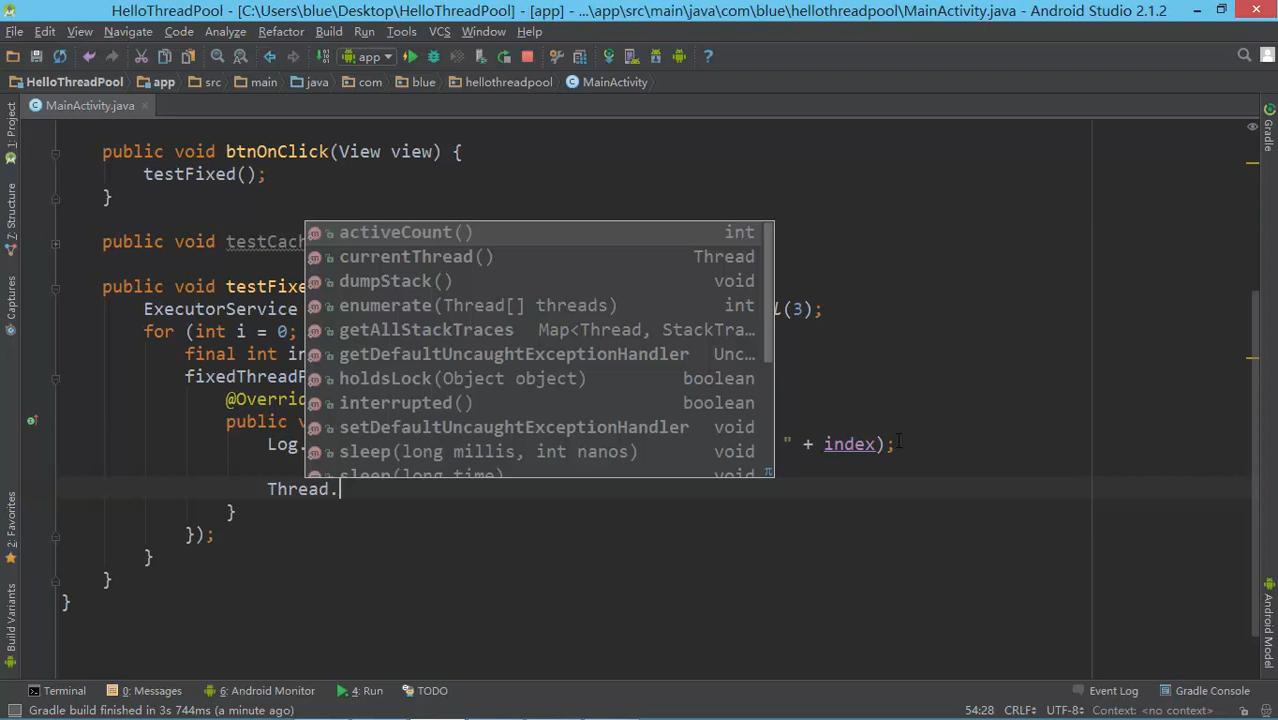 HelloThreadPool - [C:\Users\blue\Desktop\HelloThreadPool] - [app] - ...\app\src\main\java\com\blue\hellothreadpool\MainActivity.java - Android Studio 2.1.2
File Edit View Navigate Code Analyze Refactor Build Run Tools VCS Window Help
app
HelloThreadPool app src main java com blue hellothreadpool MainActivity
MainActivity.java
1: Project
7: Structure
Captures
2: Favorites
Build Variants
Gradle
Android Model
public void btnOnClick(View view) {
testFixed();
}
public void testCach
public void testFixe
ExecutorService l(3);
for (int i = 0;
final int in
fixedThreadP
@Overrid
public v
Log. " + index);
Thread.
}
});
}
}
}
activeCount() int
currentThread() Thread
dumpStack() void
enumerate(Thread[] threads) int
getAllStackTraces Map<Thread, StackTra…
getDefaultUncaughtExceptionHandler Unc…
holdsLock(Object object) boolean
interrupted() boolean
setDefaultUncaughtExceptionHandler void
sleep(long millis, int nanos) void
sleep(long time) void
π
Terminal 0: Messages 6: Android Monitor 4: Run TODO Event Log Gradle Console
Gradle build finished in 3s 744ms (a minute ago) 54:28 CRLF÷ UTF-8÷ Context: <no context>